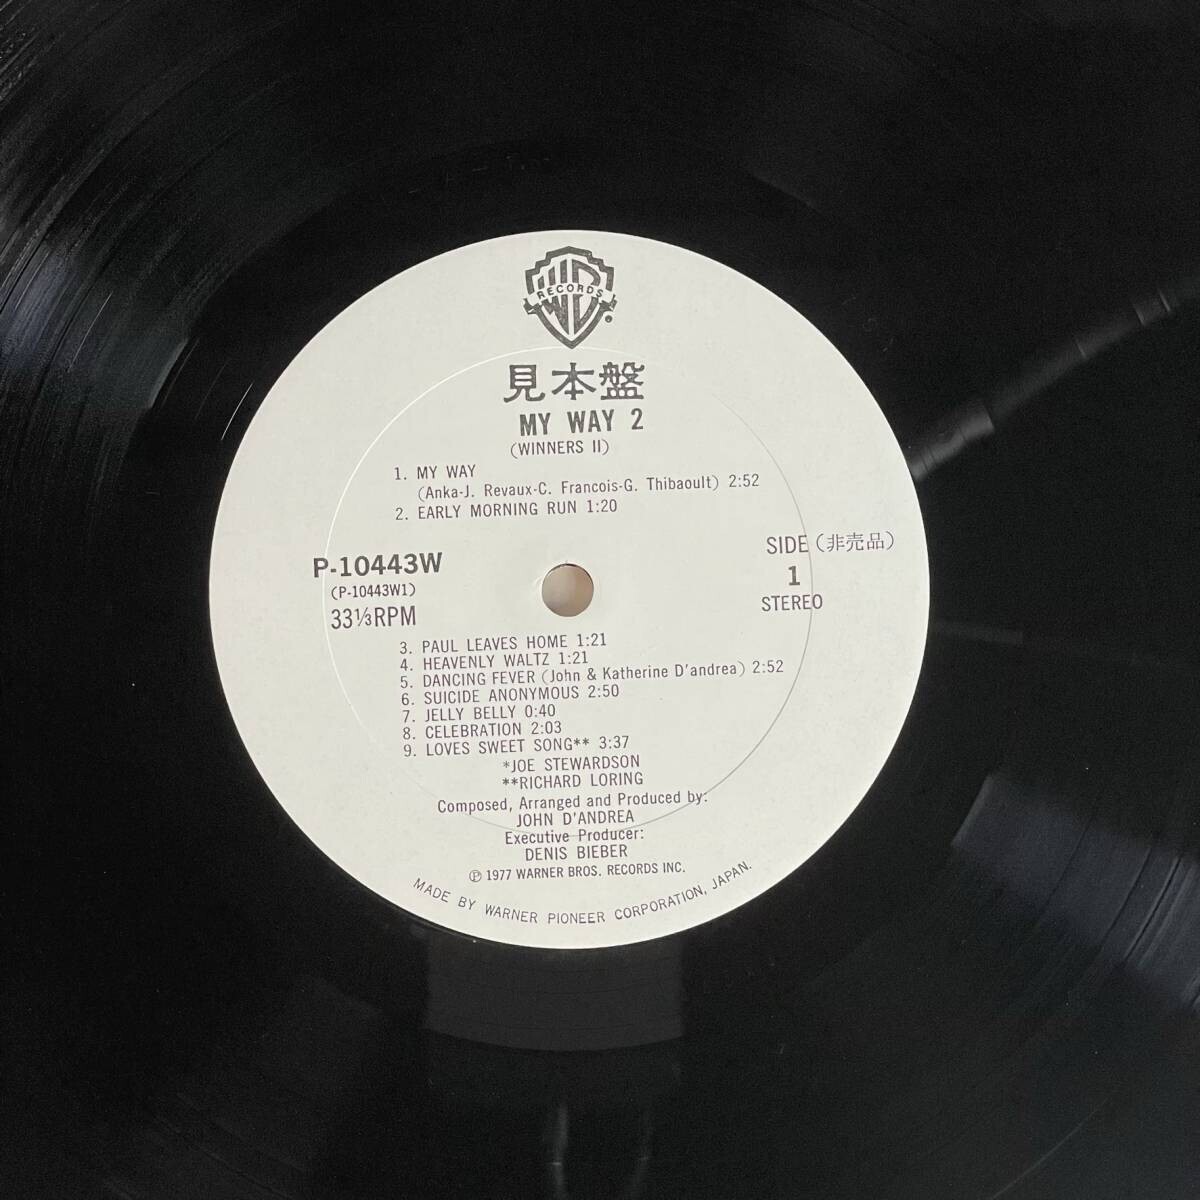 WB
RECORDS
見本盤
MY WAY 2
(WINNERS II)
1. MY WAY
(Anka-J. Revaux-C. Francois-G. Thibaoult) 2:52
2. EARLY MORNING RUN 1:20
P-10443W
(P-10443W1)
33⅓RPM
SIDE (非売品)
1
STEREO
3. PAUL LEAVES HOME 1:21
4. HEAVENLY WALTZ 1:21
5. DANCING FEVER (John & Katherine D'andrea) 2:52
6. SUICIDE ANONYMOUS 2:50
7. JELLY BELLY 0:40
8. CELEBRATION 2:03
9. LOVES SWEET SONG** 3:37
*JOE STEWARDSON
**RICHARD LORING
Composed, Arranged and Produced by:
JOHN D'ANDREA
Executive Producer:
DENIS BIEBER
℗ 1977 WARNER BROS. RECORDS INC.
MADE BY WARNER PIONEER CORPORATION, JAPAN.